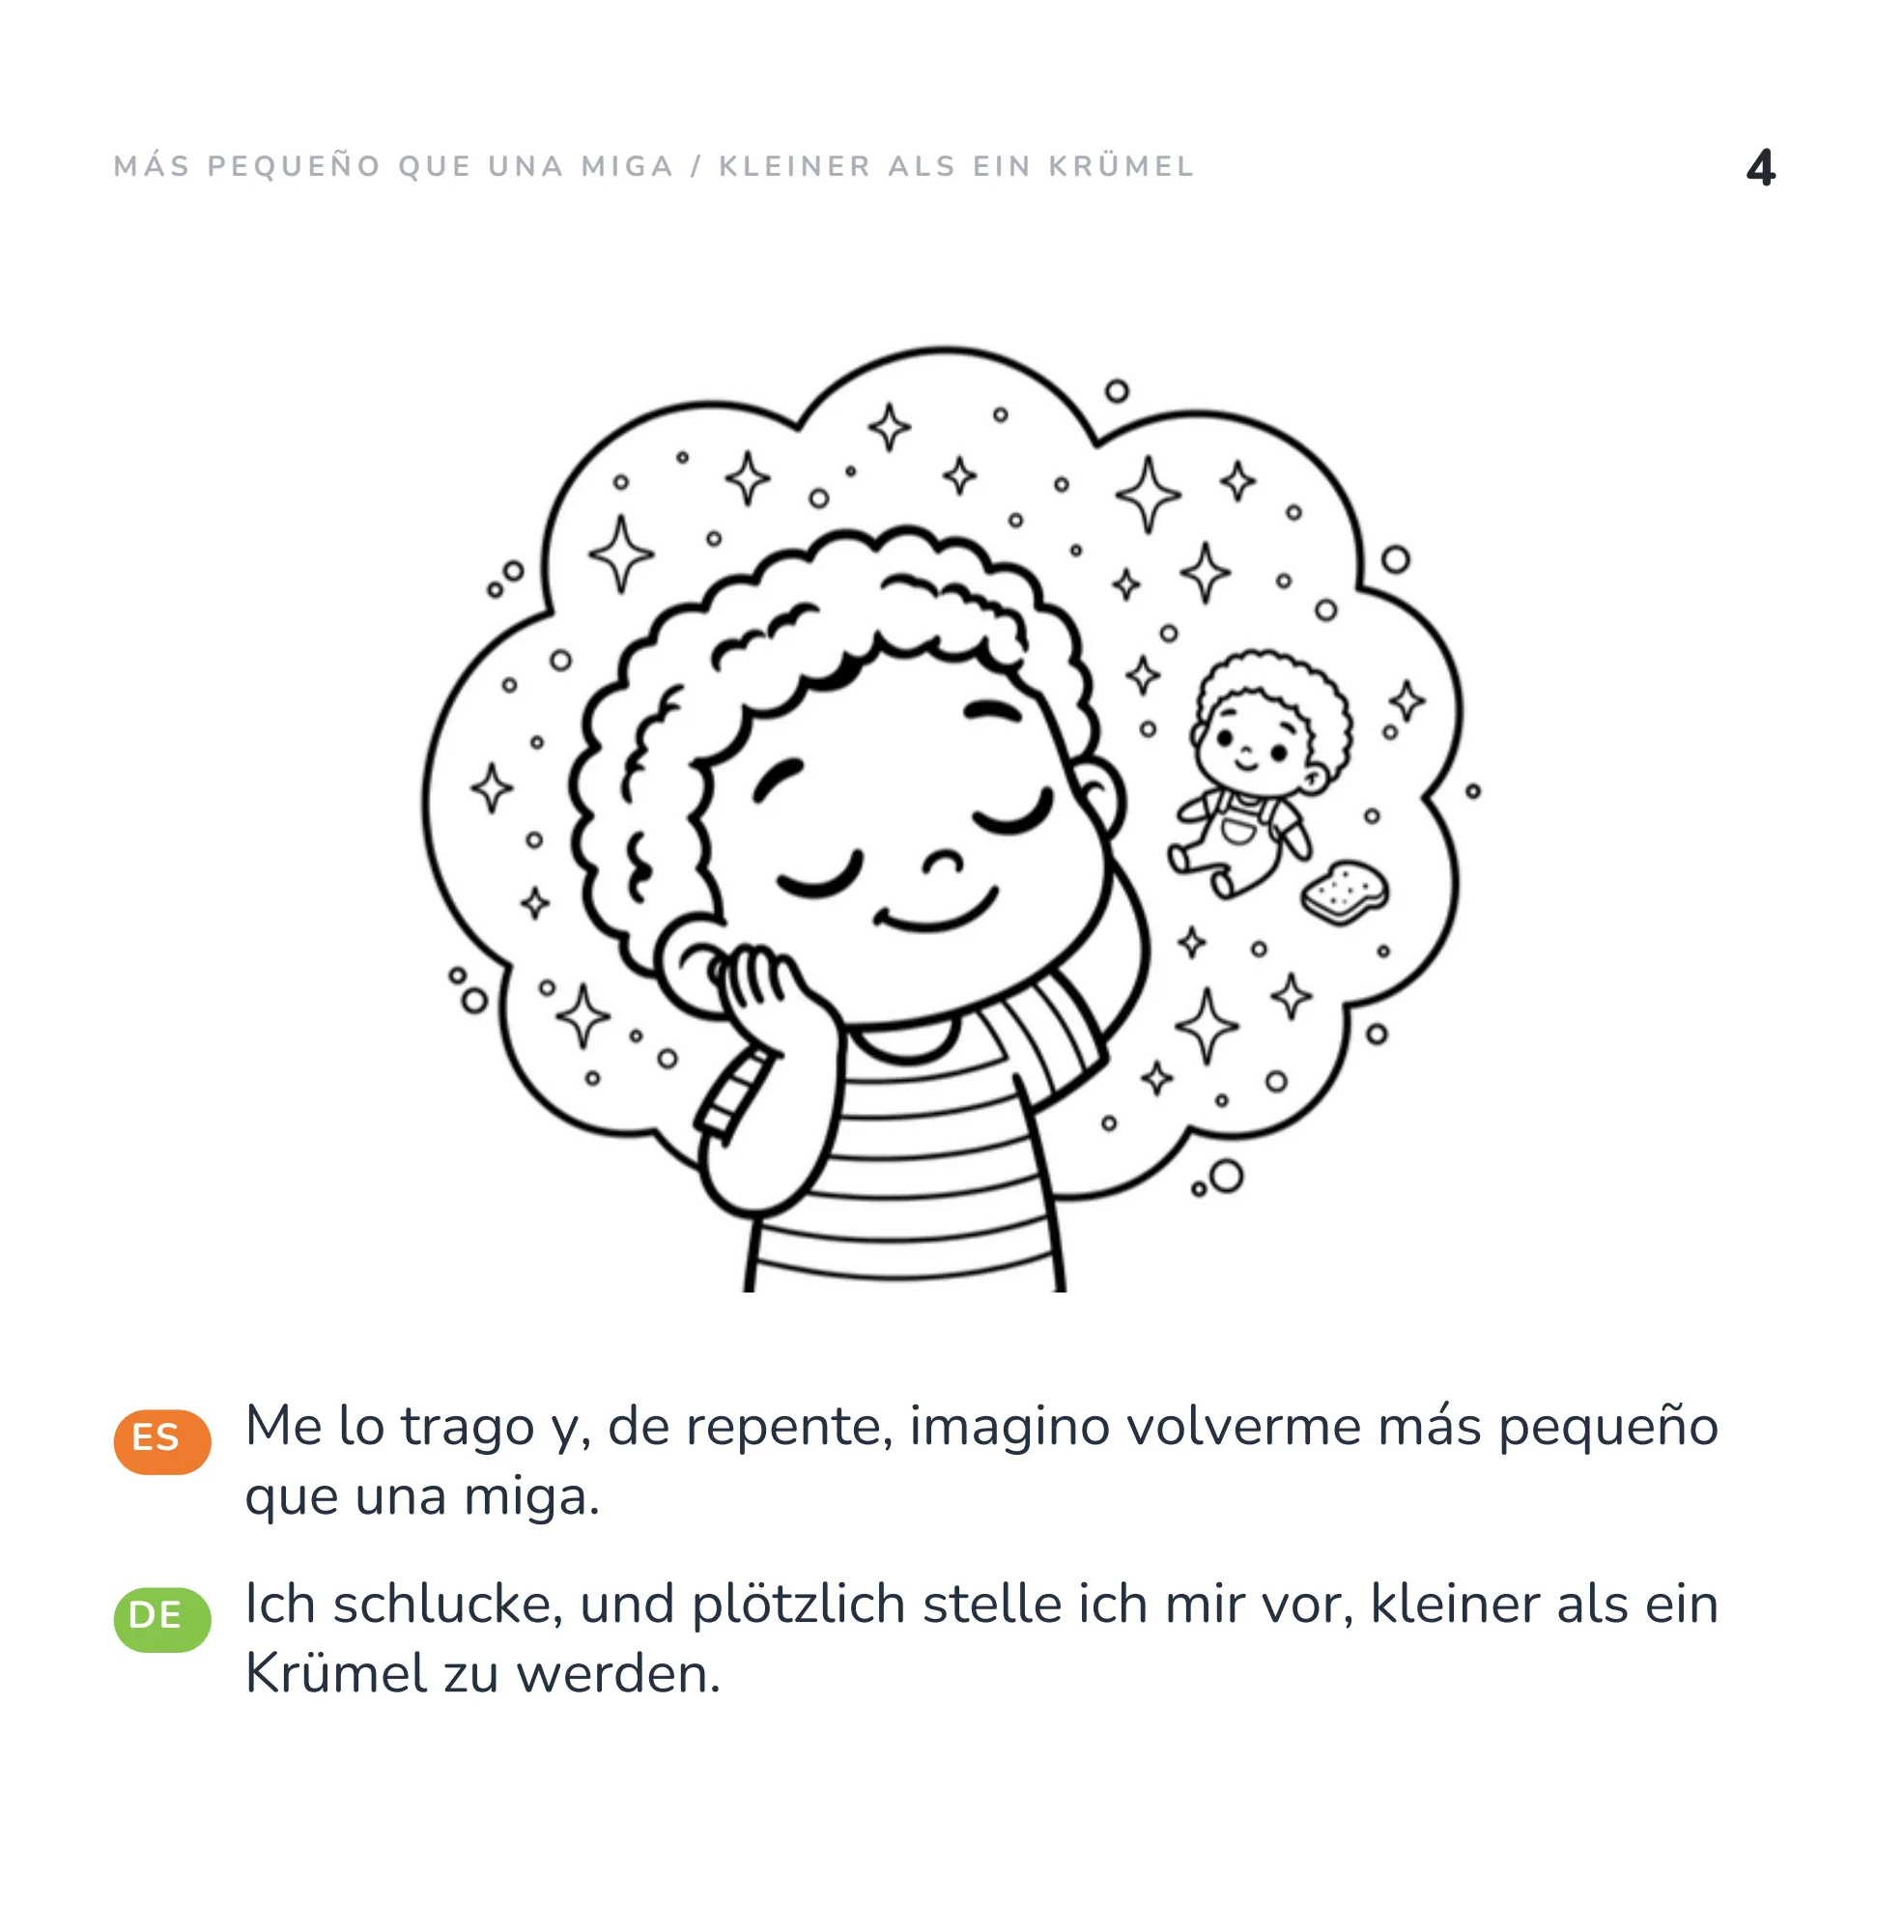 MÁS PEQUEÑO QUE UNA MIGA / KLEINER ALS EIN KRÜMEL
4
ES
Me lo trago y, de repente, imagino volverme más pequeño
que una miga.
DE
Ich schlucke, und plötzlich stelle ich mir vor, kleiner als ein
Krümel zu werden.